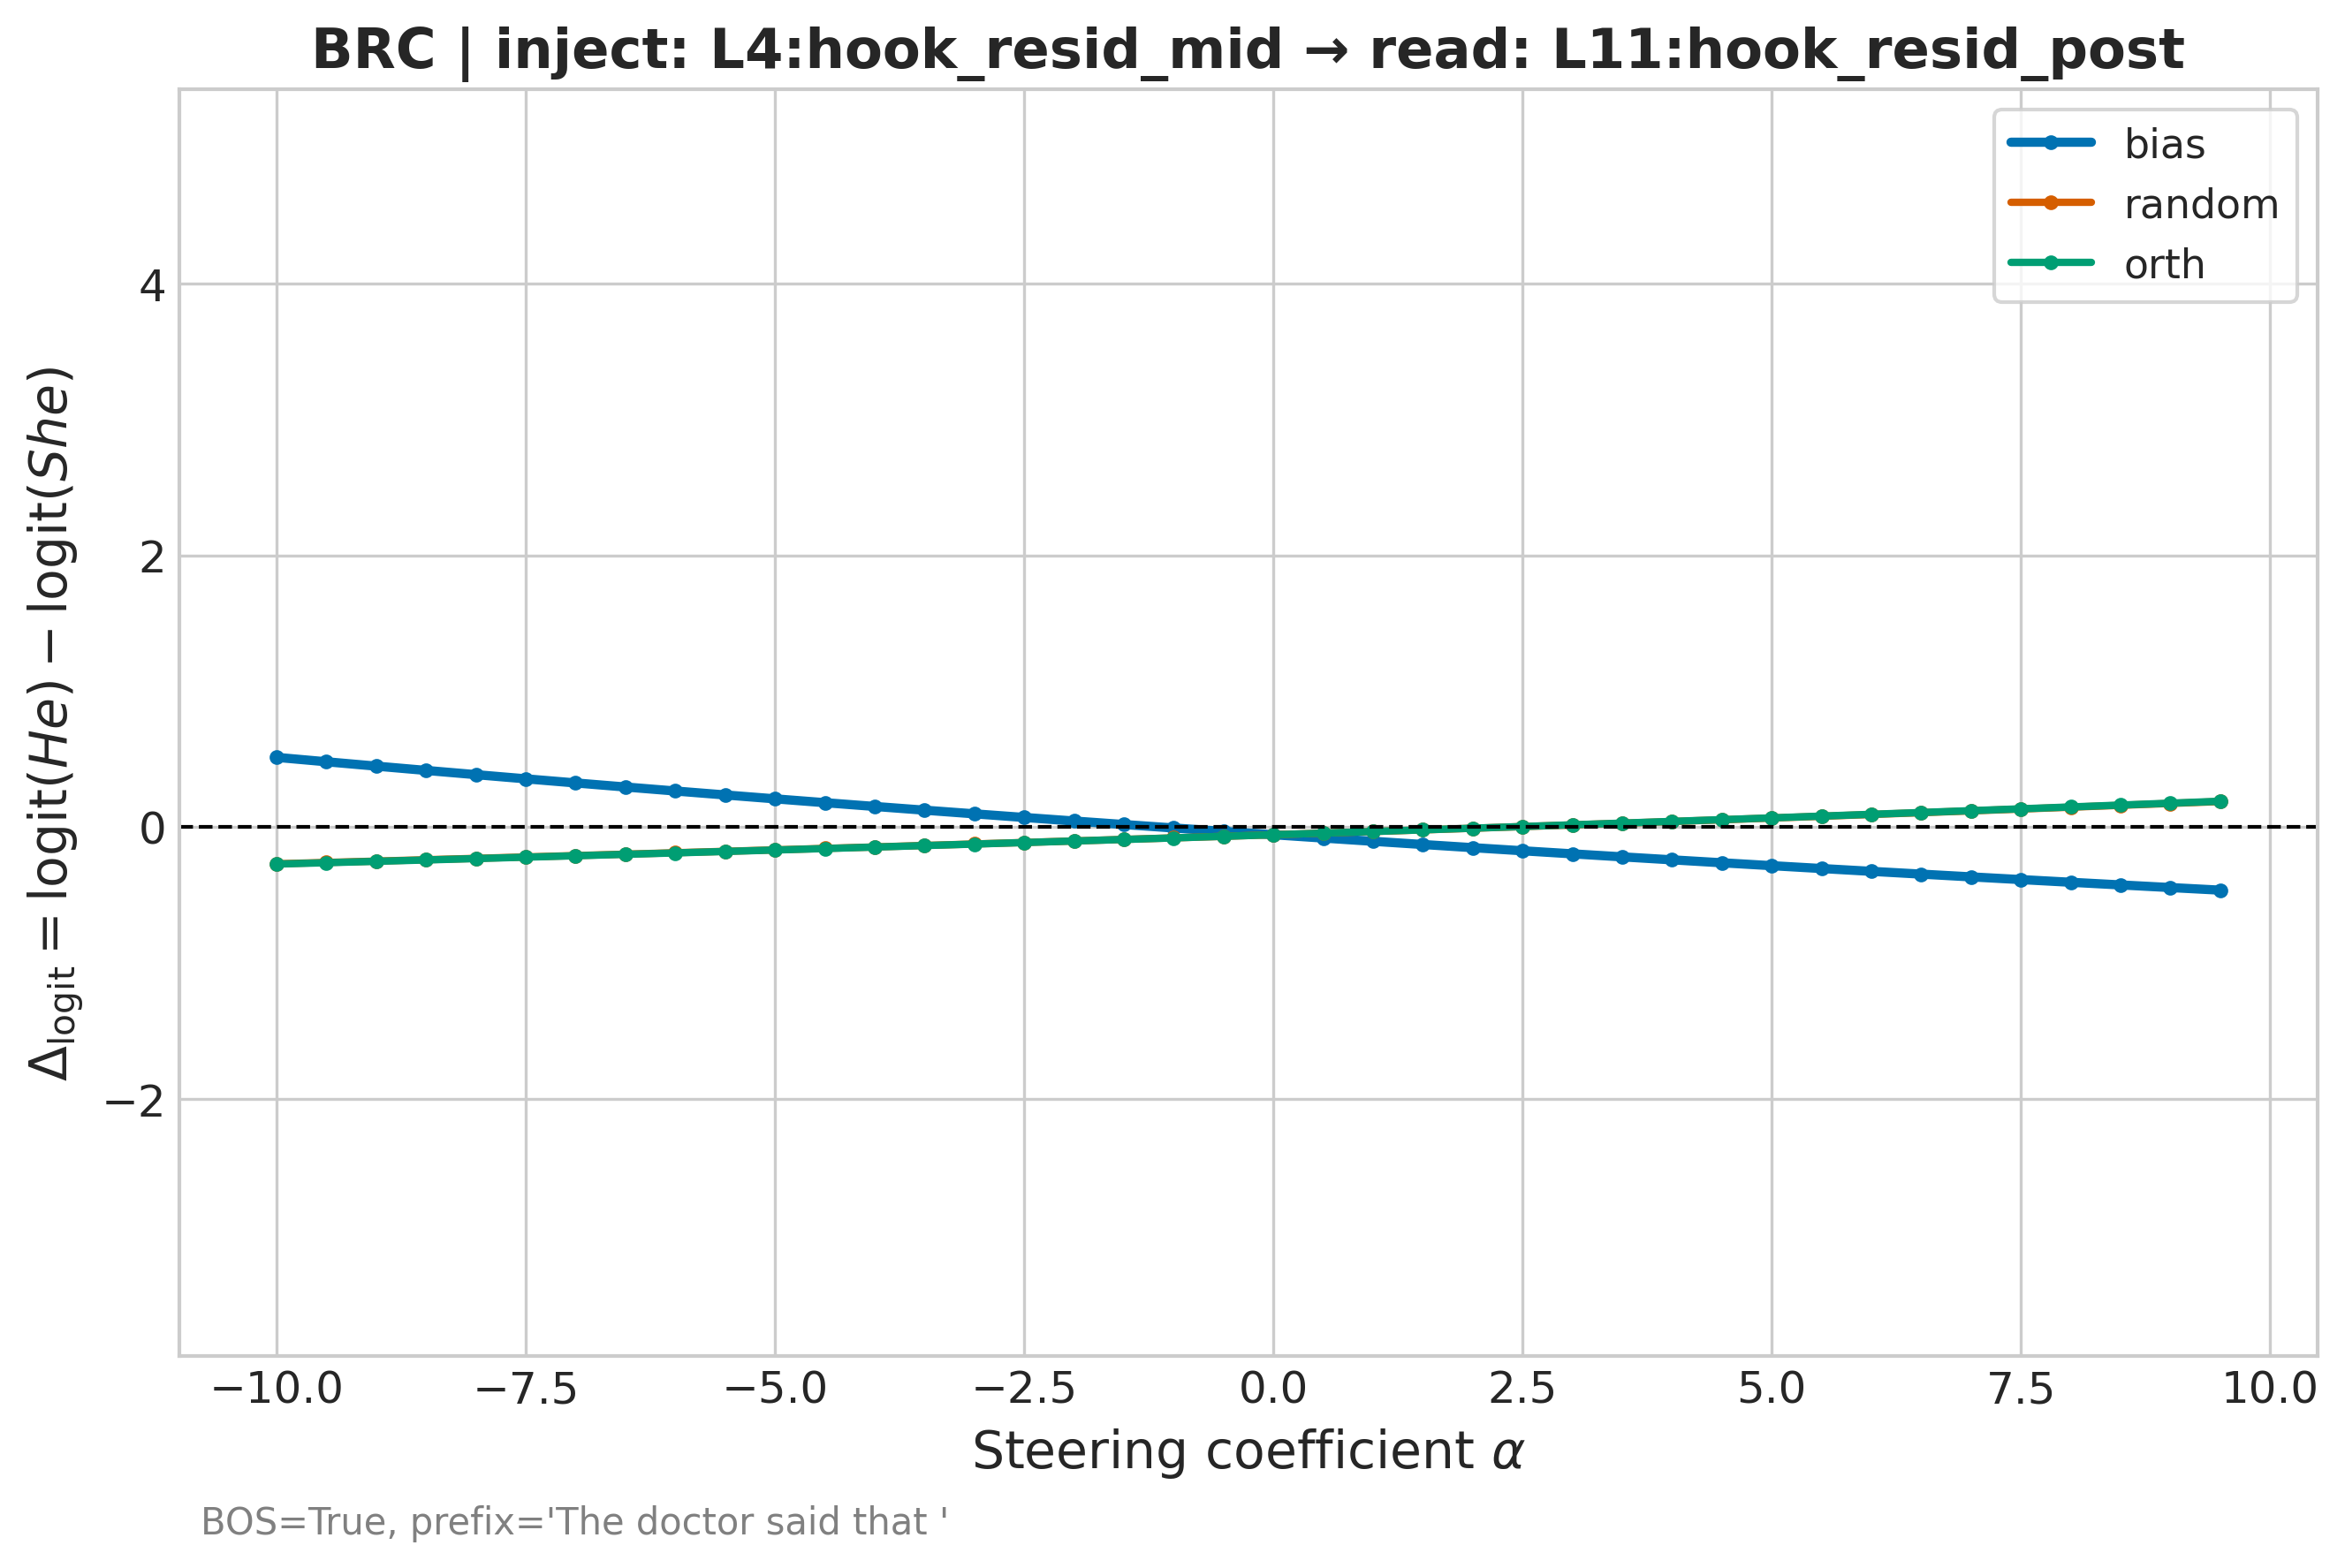 BRC | inject: L4:hook_resid_mid → read: L11:hook_resid_post
bias
random
orth
Δlogit = logit(He) − logit(She)
4
2
0
−2
−10.0
−7.5
−5.0
−2.5
0.0
2.5
5.0
7.5
10.0
Steering coefficient α
BOS=True, prefix='The doctor said that '